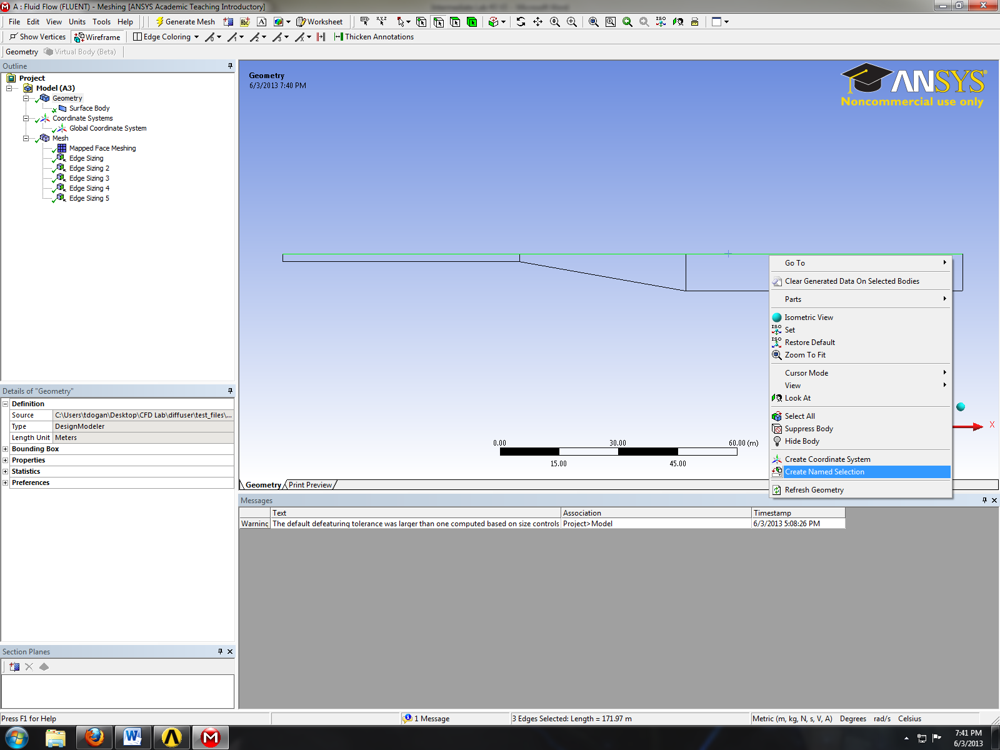 A : Fluid Flow (FLUENT) - Meshing [ANSYS Academic Teaching Introductory]
File Edit View Units Tools Help Generate Mesh Worksheet
Show Vertices Wireframe Edge Coloring Thicken Annotations
Geometry Virtual Body (Beta)
Outline
Project
Model (A3)
Geometry
Surface Body
Coordinate Systems
Global Coordinate System
Mesh
Mapped Face Meshing
Edge Sizing
Edge Sizing 2
Edge Sizing 3
Edge Sizing 4
Edge Sizing 5
Details of "Geometry"
Definition
Source C:\Users\tdogan\Desktop\CFD Lab\diffuser\test_files\...
Type DesignModeler
Length Unit Meters
Bounding Box
Properties
Statistics
Preferences
Section Planes
Geometry
6/3/2013 7:40 PM
ANSYS
Noncommercial use only
0.00 30.00 60.00 (m)
15.00 45.00
X
Go To
Clear Generated Data On Selected Bodies
Parts
Isometric View
ISO Set
ISO Restore Default
Zoom To Fit
Cursor Mode
View
Look At
Select All
Suppress Body
Hide Body
Create Coordinate System
Create Named Selection
Refresh Geometry
Geometry Print Preview
Messages
Text Association Timestamp
Warning The default defeaturing tolerance was larger than one computed based on size controls Project>Model 6/3/2013 5:08:26 PM
Press F1 for Help 1 Message 3 Edges Selected: Length = 171.97 m Metric (m, kg, N, s, V, A) Degrees rad/s Celsius
7:41 PM
6/3/2013